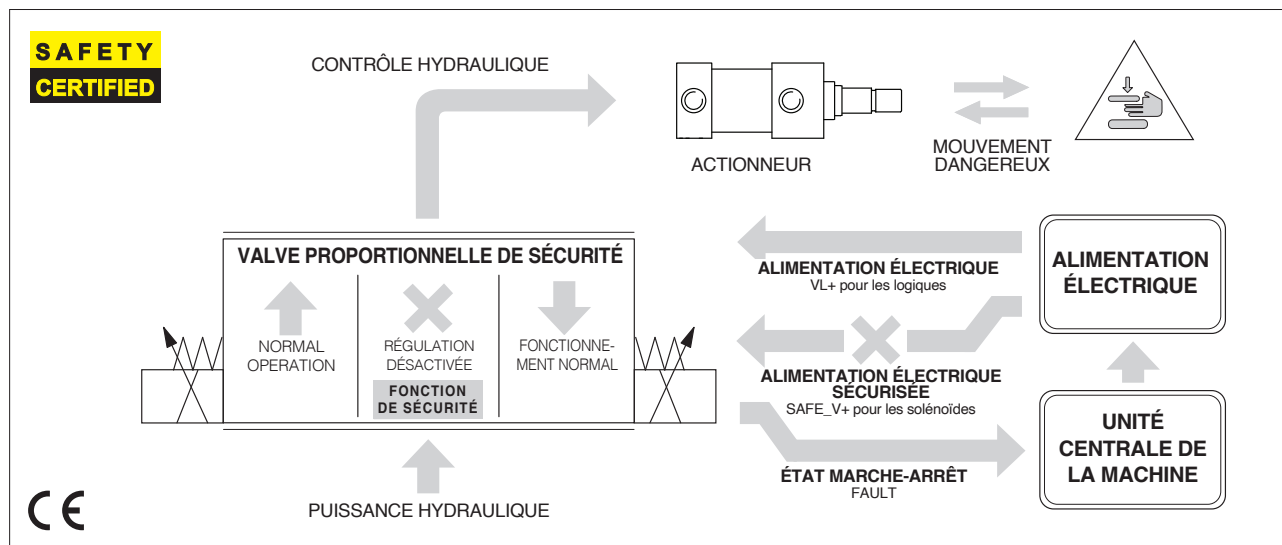 SAFETY
CERTIFIED
CONTRÔLE HYDRAULIQUE
ACTIONNEUR
MOUVEMENT
DANGEREUX
VALVE PROPORTIONNELLE DE SÉCURITÉ
NORMAL
OPERATION
RÉGULATION
DÉSACTIVÉE
FONCTION
DE SÉCURITÉ
FONCTIONNE-
MENT NORMAL
ALIMENTATION ÉLECTRIQUE
VL+ pour les logiques
ALIMENTATION
ÉLECTRIQUE
ALIMENTATION ÉLECTRIQUE
SÉCURISÉE
SAFE_V+ pour les solénoïdes
ÉTAT MARCHE-ARRÊT
FAULT
UNITÉ
CENTRALE DE
LA MACHINE
PUISSANCE HYDRAULIQUE
CE